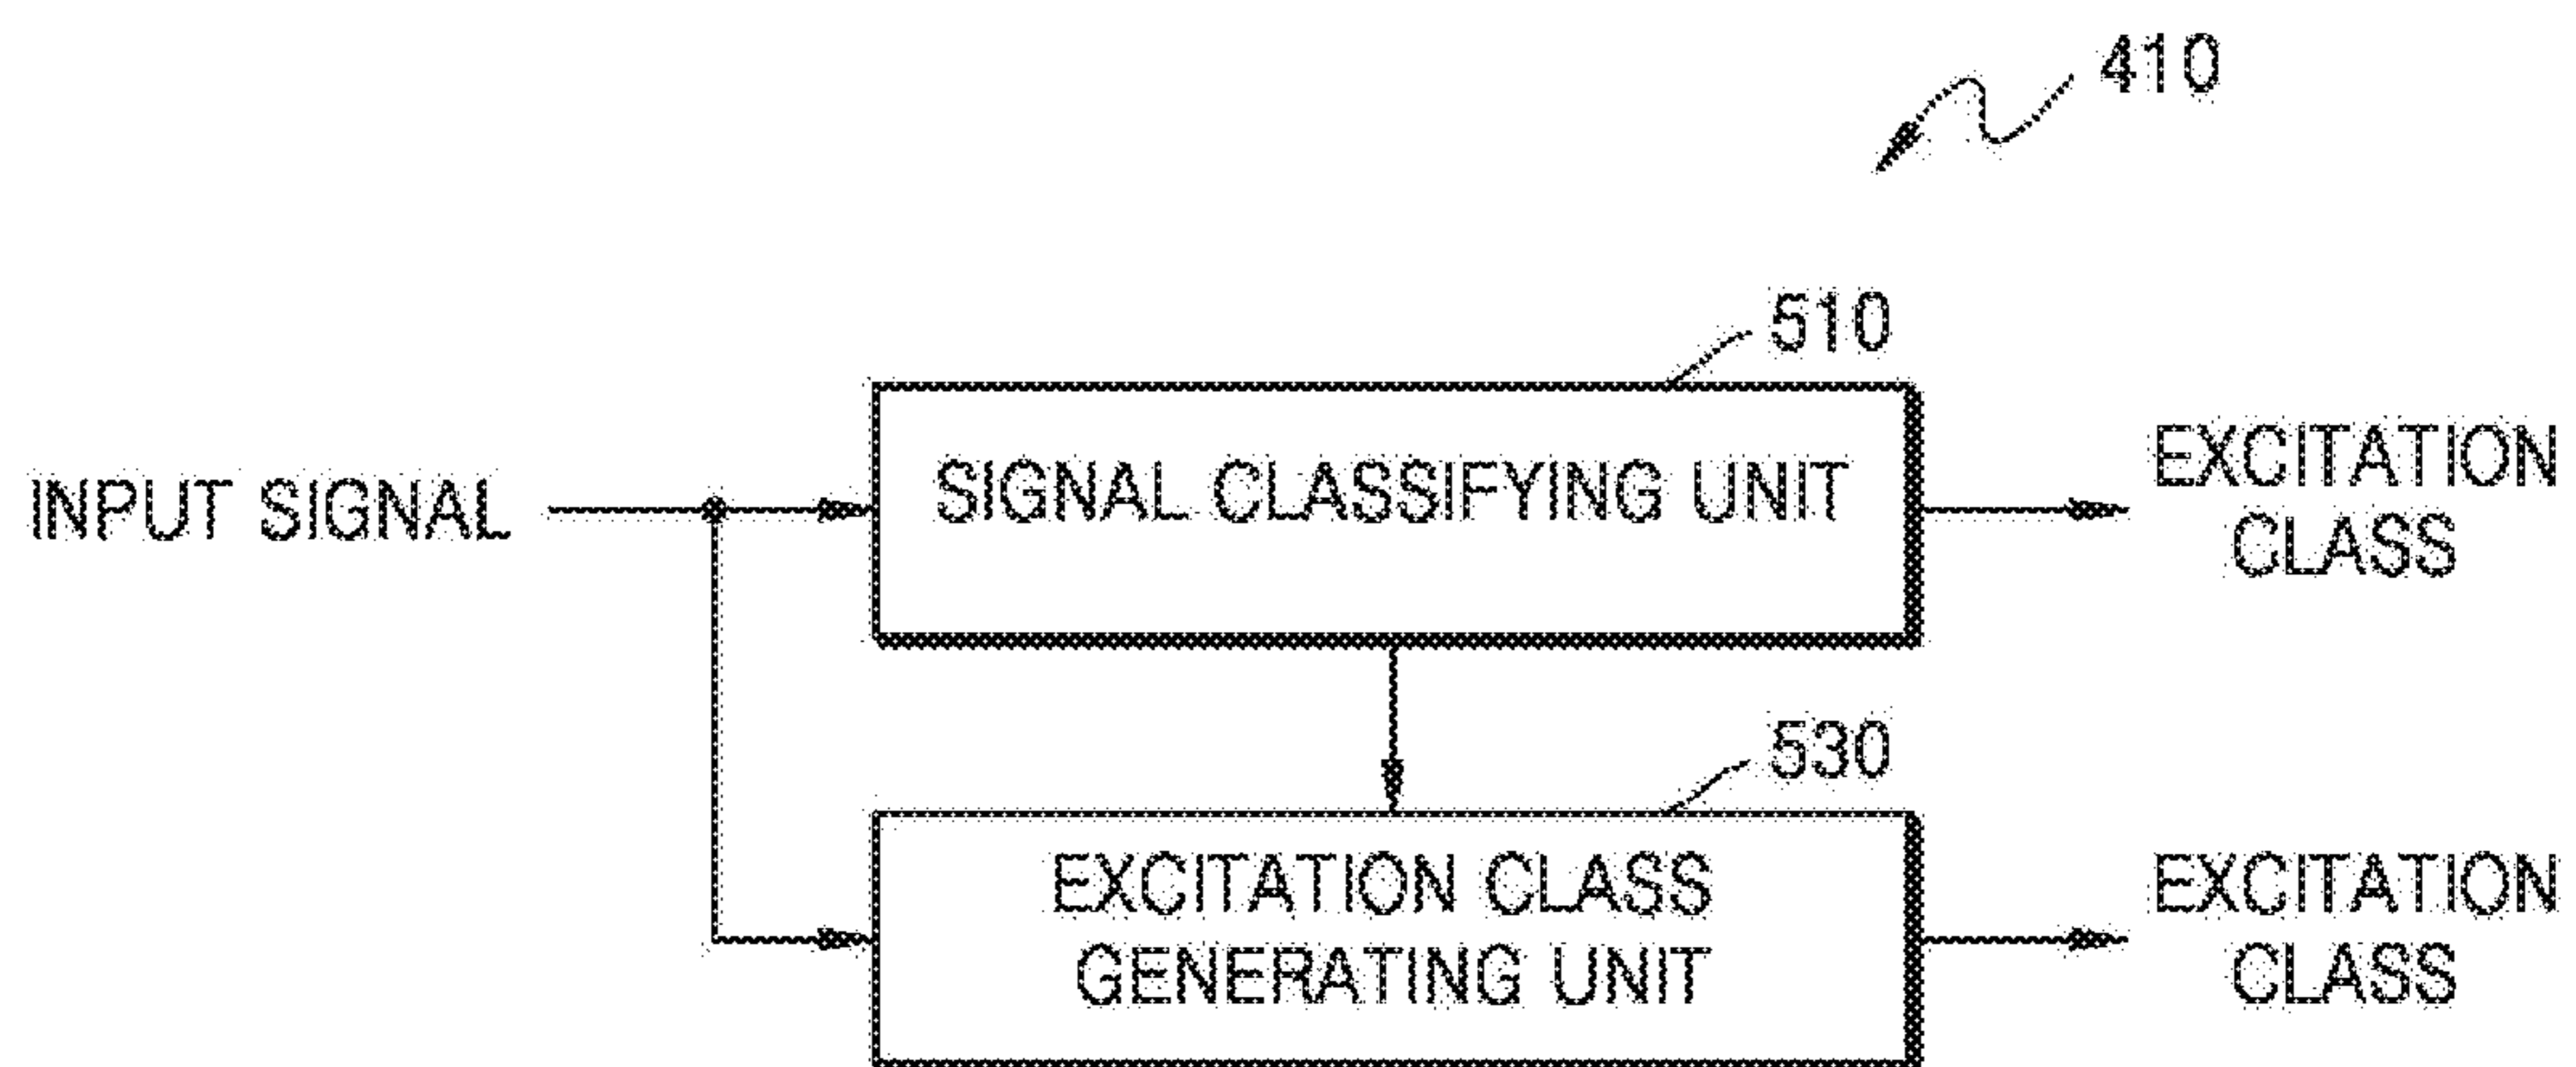 410
510
INPUT SIGNAL
SIGNAL CLASSIFYING UNIT
EXCITATION
CLASS
530
EXCITATION CLASS
GENERATING UNIT
EXCITATION
CLASS